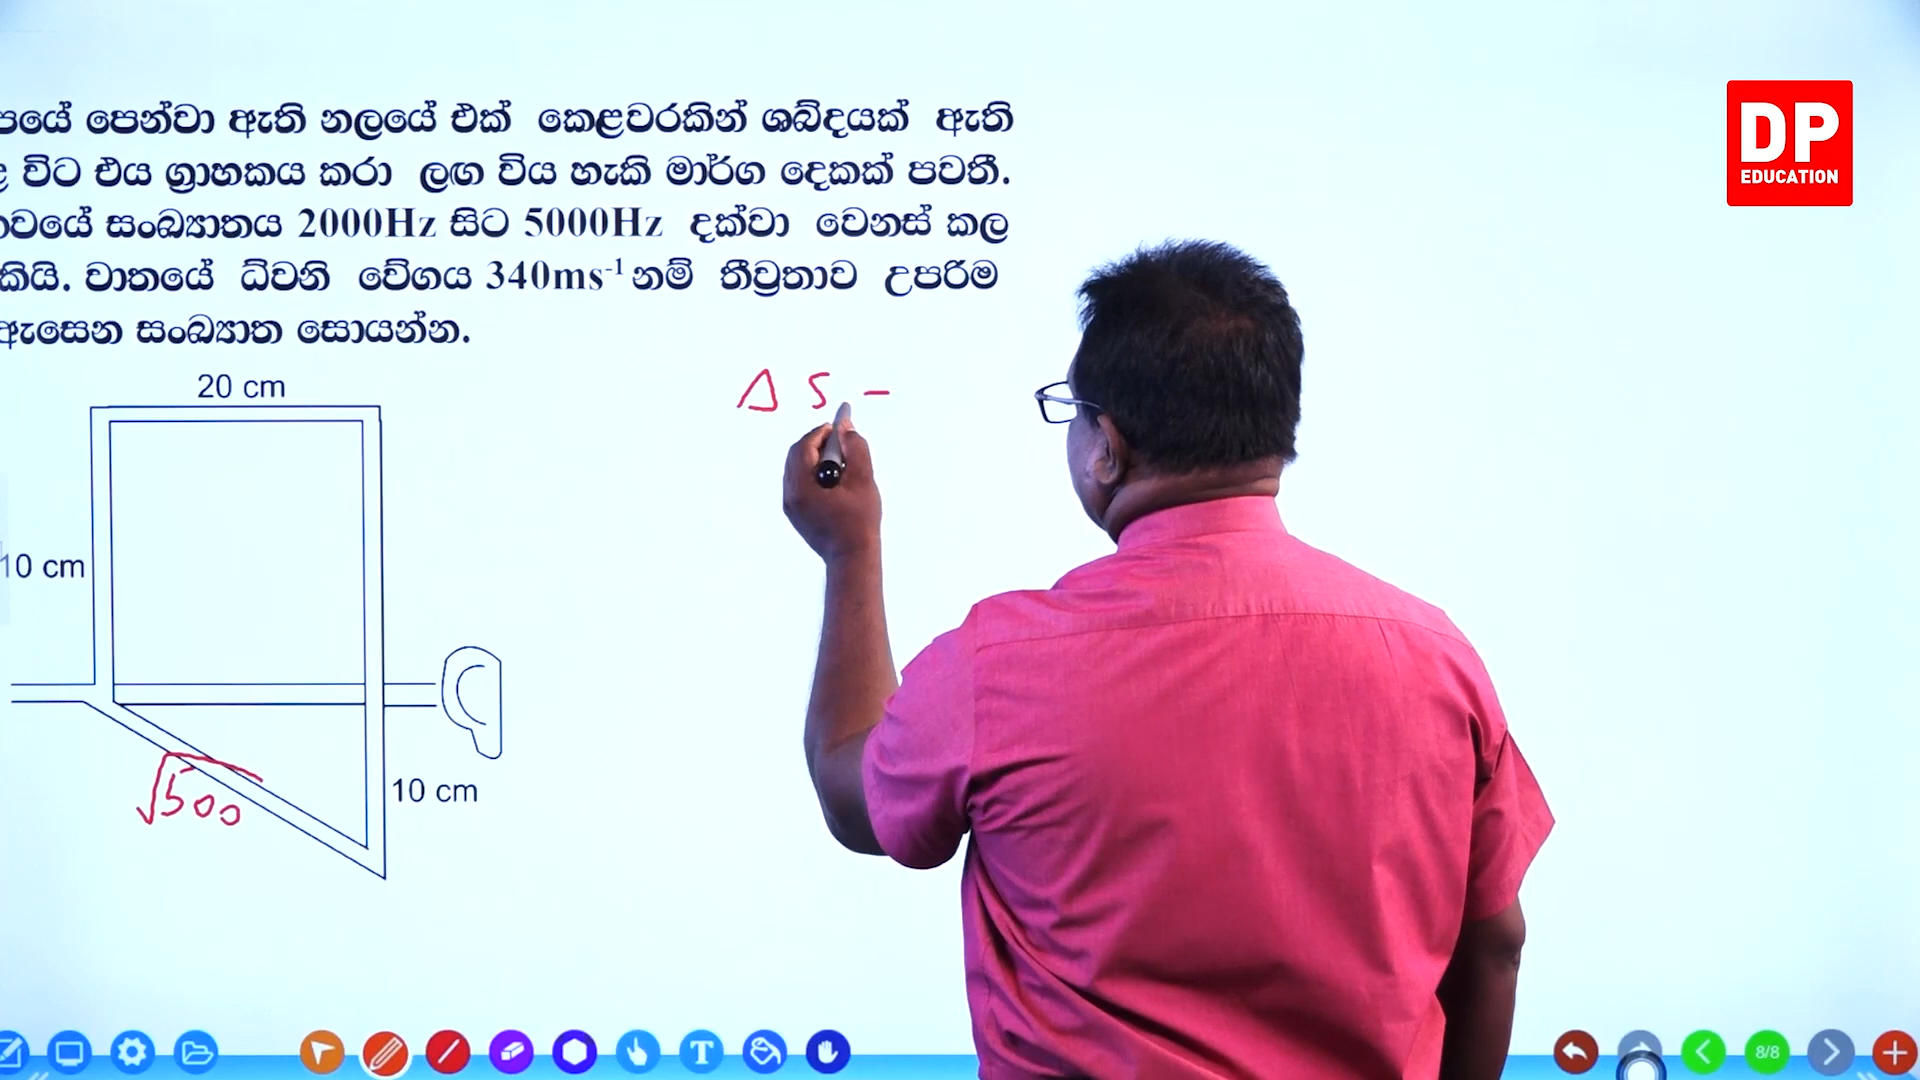 පයේ පෙන්වා ඇති නලයේ එක් කෙළවරකින් ශබ්දයක් ඇති
විට එය ග්‍රාහකය කරා ලඟ විය හැකි මාර්ග දෙකක් පවතී.
වයේ සංඛ්‍යාතය 2000Hz සිට 5000Hz දක්වා වෙනස් කල
කියි. වාතයේ ධ්වනි වේගය 340ms⁻¹ නම් තීව්‍රතාව උපරිම
ඇසෙන සංඛ්‍යාත සොයන්න.
DP
EDUCATION
20 cm
Δ S =
10 cm
10 cm
√500
8/8